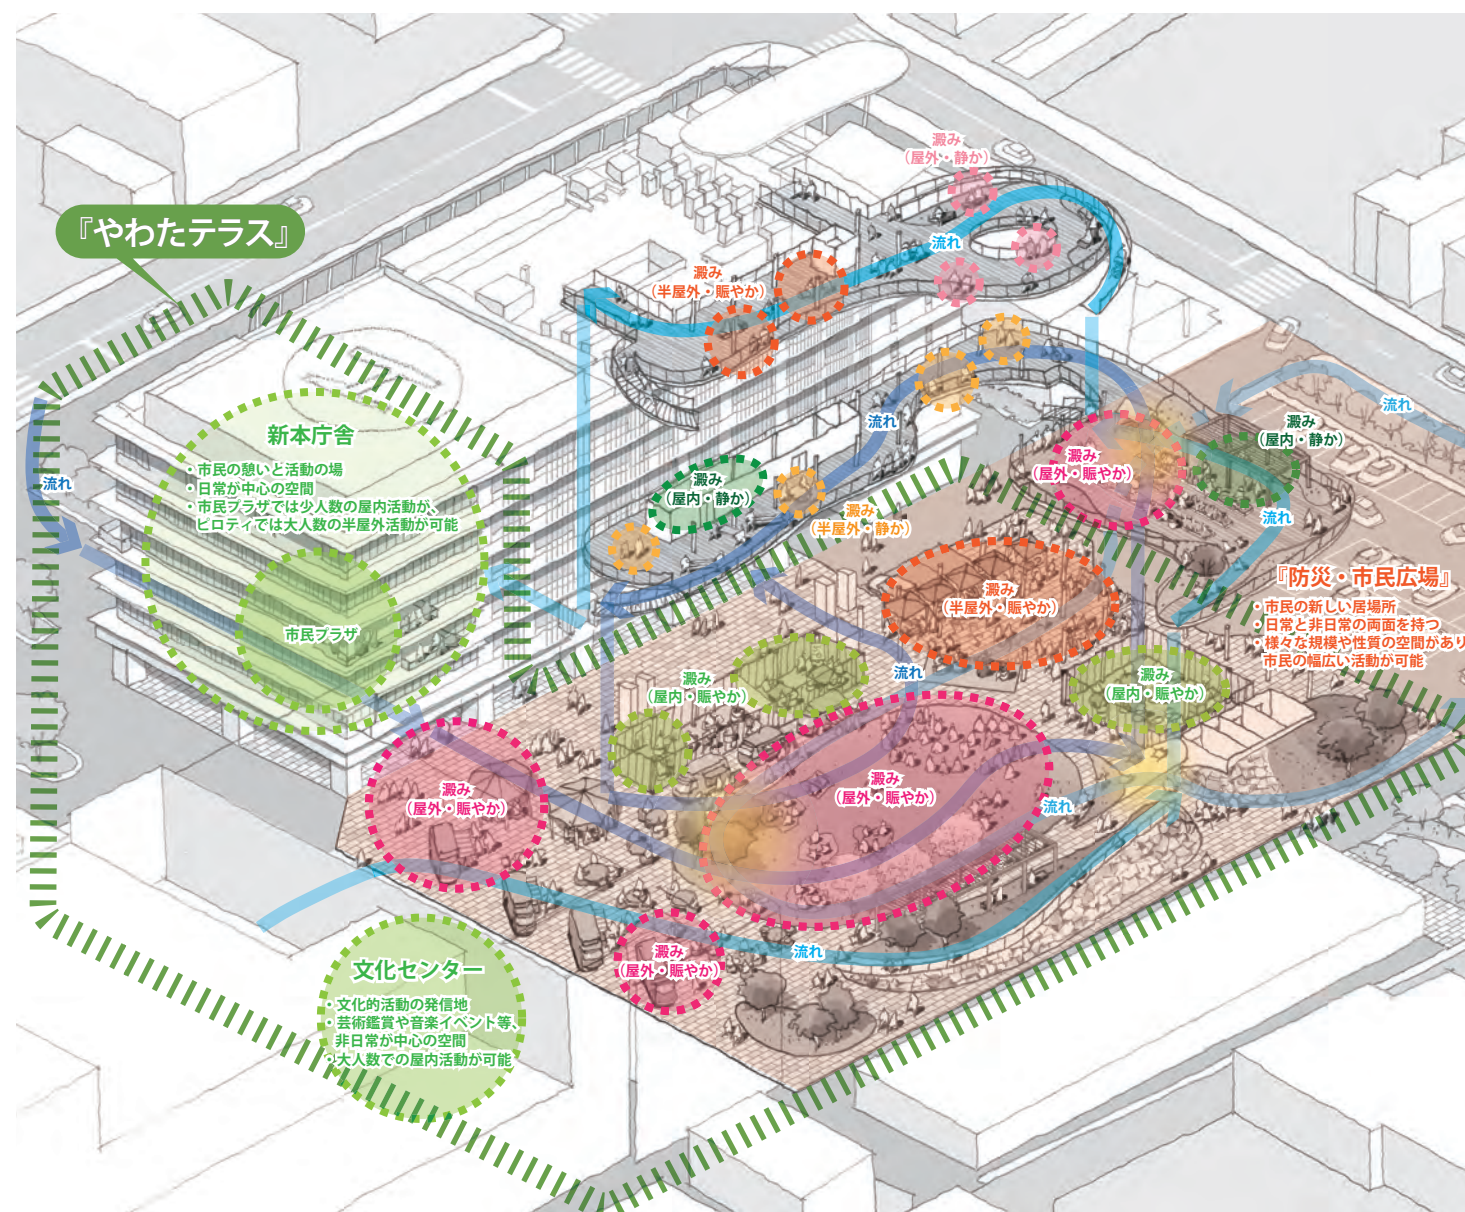 澱み
(屋外・静か)
『やわたテラス』
流れ
澱み
(半屋外・賑やか)
流れ
流れ
澱み
(屋内・静か)
新本庁舎
・市民の憩いと活動の場
・日常が中心の空間
・市民プラザでは少人数の屋内活動が、
ピロティでは大人数の半屋外活動が可能
澱み
(屋外・賑やか)
澱み
(屋内・静か)
流れ
澱み
(半屋外・静か)
流れ
『防災・市民広場』
・市民の新しい居場所
・日常と非日常の両面を持つ
・様々な規模や性質の空間があり
市民の幅広い活動が可能
澱み
(半屋外・賑やか)
市民プラザ
流れ
澱み
(屋内・賑やか)
澱み
(屋内・賑やか)
澱み
(屋外・賑やか)
澱み
(屋外・賑やか)
流れ
流れ
澱み
(屋外・賑やか)
文化センター
・文化的活動の発信地
・芸術鑑賞や音楽イベント等、
非日常が中心の空間
・大人数での屋内活動が可能